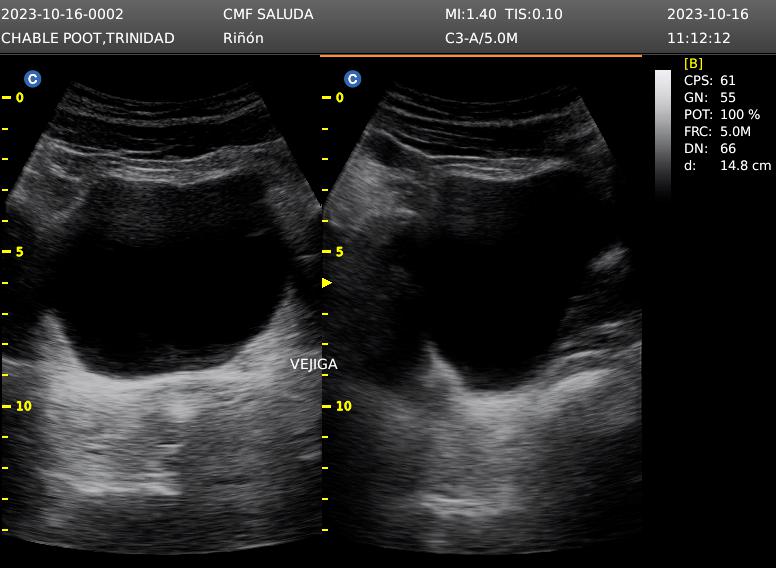 2023-10-16-0002 CMF SALUDA MI:1.40 TIS:0.10 2023-10-16
CHABLE POOT,TRINIDAD Riñón C3-A/5.0M 11:12:12
C C
0 0
[B]
CPS: 61
GN: 55
POT: 100 %
FRC: 5.0M
DN: 66
d: 14.8 cm
5 5
VEJIGA
10 10